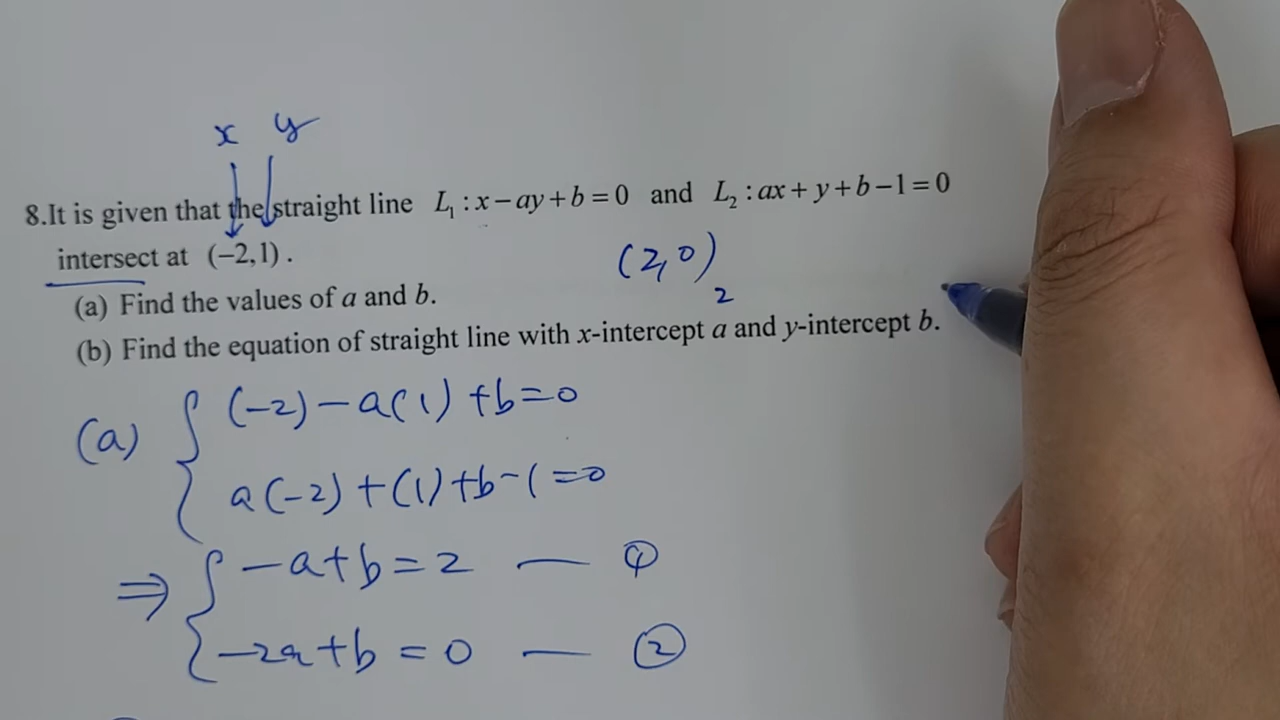 x y
8.It is given that the straight line L₁ : x − ay + b = 0 and L₂ : ax + y + b − 1 = 0
intersect at (−2,1).
(2,0)
2
(a) Find the values of a and b.
(b) Find the equation of straight line with x-intercept a and y-intercept b.
(a) { (-2) - a(1) + b = 0
a(-2) + (1) + b - 1 = 0
⇒ { -a + b = 2 — ①
-2a + b = 0 — ②